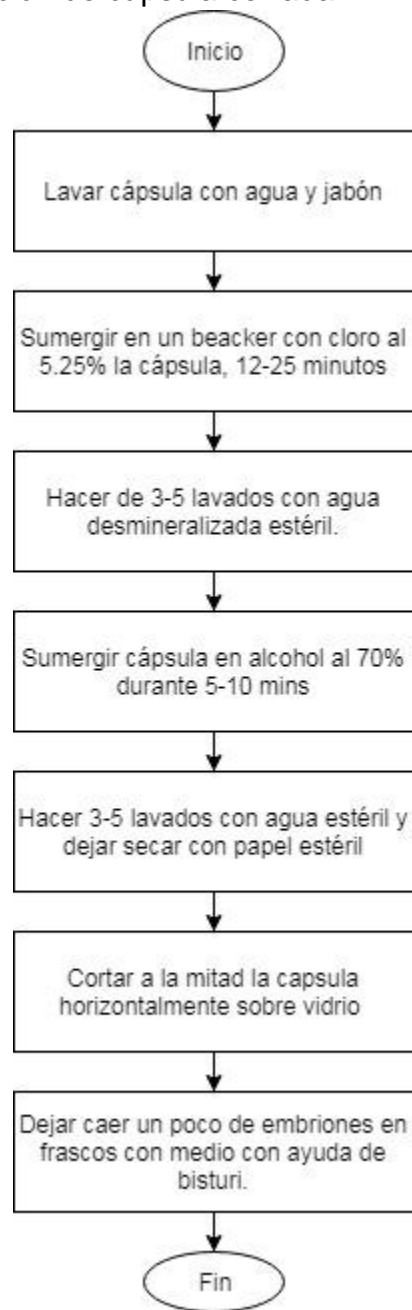 Inicio
Lavar cápsula con agua y jabón
Sumergir en un beacker con cloro al
5.25% la cápsula, 12-25 minutos
Hacer de 3-5 lavados con agua
desmineralizada estéril.
Sumergir cápsula en alcohol al 70%
durante 5-10 mins
Hacer 3-5 lavados con agua estéril y
dejar secar con papel estéril
Cortar a la mitad la capsula
horizontalmente sobre vidrio
Dejar caer un poco de embriones en
frascos con medio con ayuda de
bisturi.
Fin